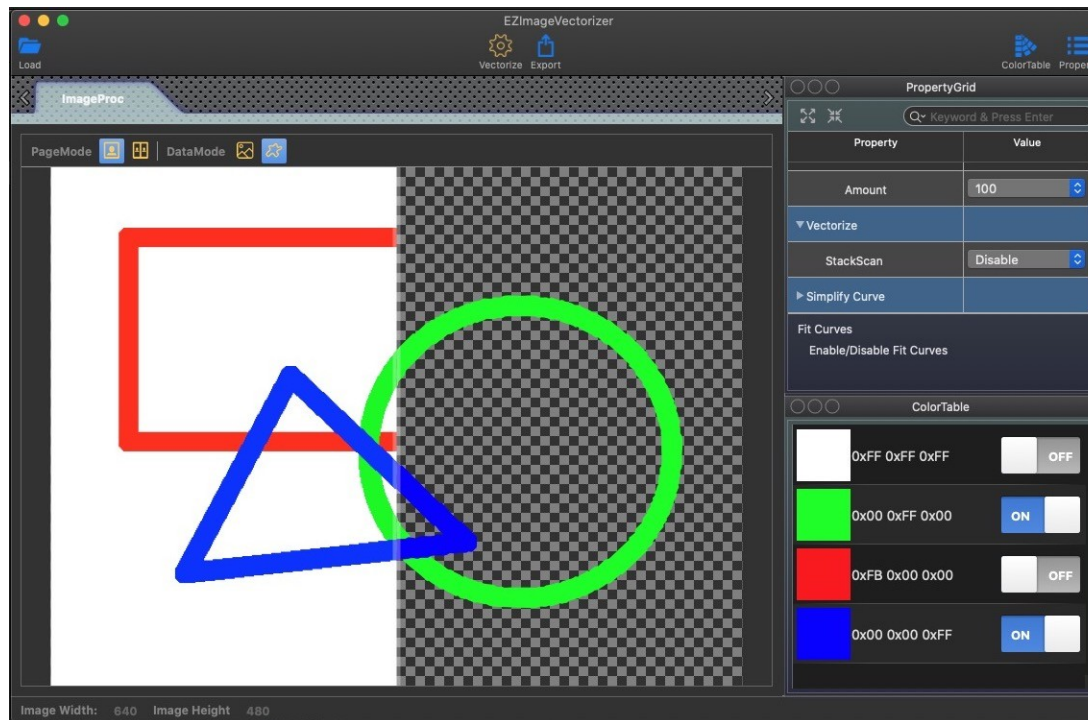 EZImageVectorizer
Load
Vectorize Export
ColorTable Proper
ImageProc
PageMode DataMode
PropertyGrid
Keyword & Press Enter
Property Value
Amount 100
Vectorize
StackScan Disable
Simplify Curve
Fit Curves
Enable/Disable Fit Curves
ColorTable
0xFF 0xFF 0xFF OFF
0x00 0xFF 0x00 ON
0xFB 0x00 0x00 OFF
0x00 0x00 0xFF ON
Image Width: 640 Image Height 480